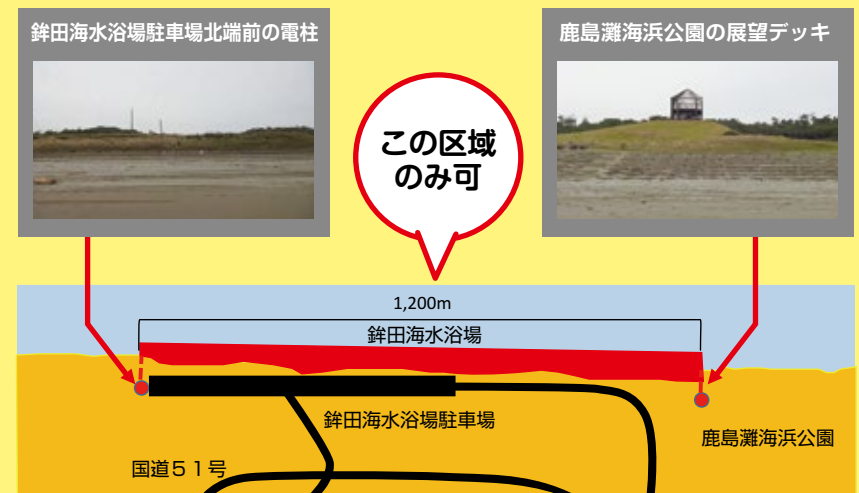 鉾田海水浴場駐車場北端前の電柱
鹿島灘海浜公園の展望デッキ
この区域
のみ可
1,200m
鉾田海水浴場
鉾田海水浴場駐車場
鹿島灘海浜公園
国道51号